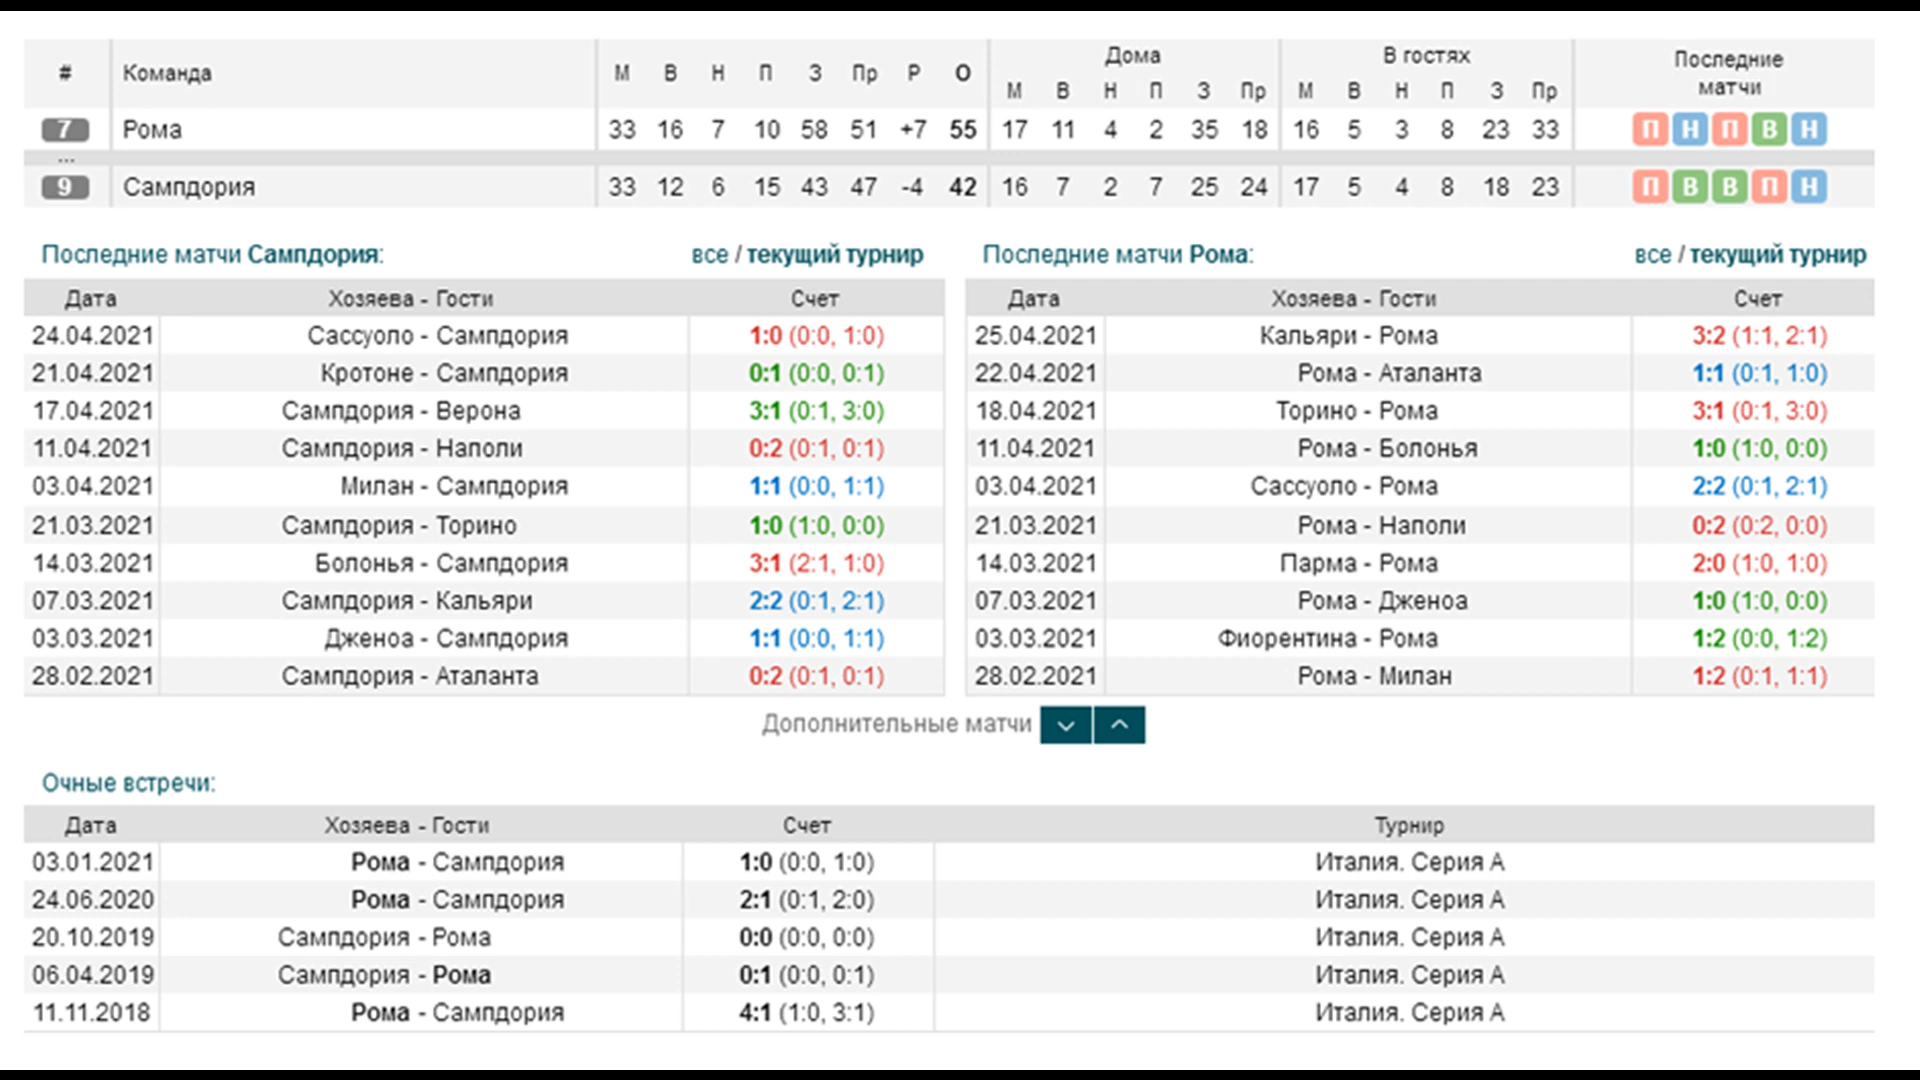 # Команда М В Н П З Пр Р О Дома М В Н П З Пр В гостях М В Н П З Пр Последние матчи
7 Рома 33 16 7 10 58 51 +7 55 17 11 4 2 35 18 16 5 3 8 23 33 П Н П В Н
...
9 Сампдория 33 12 6 15 43 47 -4 42 16 7 2 7 25 24 17 5 4 8 18 23 П В В П Н
Последние матчи Сампдория: все / текущий турнир
Дата Хозяева - Гости Счет
24.04.2021 Сассуоло - Сампдория 1:0 (0:0, 1:0)
21.04.2021 Кротоне - Сампдория 0:1 (0:0, 0:1)
17.04.2021 Сампдория - Верона 3:1 (0:1, 3:0)
11.04.2021 Сампдория - Наполи 0:2 (0:1, 0:1)
03.04.2021 Милан - Сампдория 1:1 (0:0, 1:1)
21.03.2021 Сампдория - Торино 1:0 (1:0, 0:0)
14.03.2021 Болонья - Сампдория 3:1 (2:1, 1:0)
07.03.2021 Сампдория - Кальяри 2:2 (0:1, 2:1)
03.03.2021 Дженоа - Сампдория 1:1 (0:0, 1:1)
28.02.2021 Сампдория - Аталанта 0:2 (0:1, 0:1)
Последние матчи Рома: все / текущий турнир
Дата Хозяева - Гости Счет
25.04.2021 Кальяри - Рома 3:2 (1:1, 2:1)
22.04.2021 Рома - Аталанта 1:1 (0:1, 1:0)
18.04.2021 Торино - Рома 3:1 (0:1, 3:0)
11.04.2021 Рома - Болонья 1:0 (1:0, 0:0)
03.04.2021 Сассуоло - Рома 2:2 (0:1, 2:1)
21.03.2021 Рома - Наполи 0:2 (0:2, 0:0)
14.03.2021 Парма - Рома 2:0 (1:0, 1:0)
07.03.2021 Рома - Дженоа 1:0 (1:0, 0:0)
03.03.2021 Фиорентина - Рома 1:2 (0:0, 1:2)
28.02.2021 Рома - Милан 1:2 (0:1, 1:1)
Дополнительные матчи
Очные встречи:
Дата Хозяева - Гости Счет Турнир
03.01.2021 Рома - Сампдория 1:0 (0:0, 1:0) Италия. Серия А
24.06.2020 Рома - Сампдория 2:1 (0:1, 2:0) Италия. Серия А
20.10.2019 Сампдория - Рома 0:0 (0:0, 0:0) Италия. Серия А
06.04.2019 Сампдория - Рома 0:1 (0:0, 0:1) Италия. Серия А
11.11.2018 Рома - Сампдория 4:1 (1:0, 3:1) Италия. Серия А